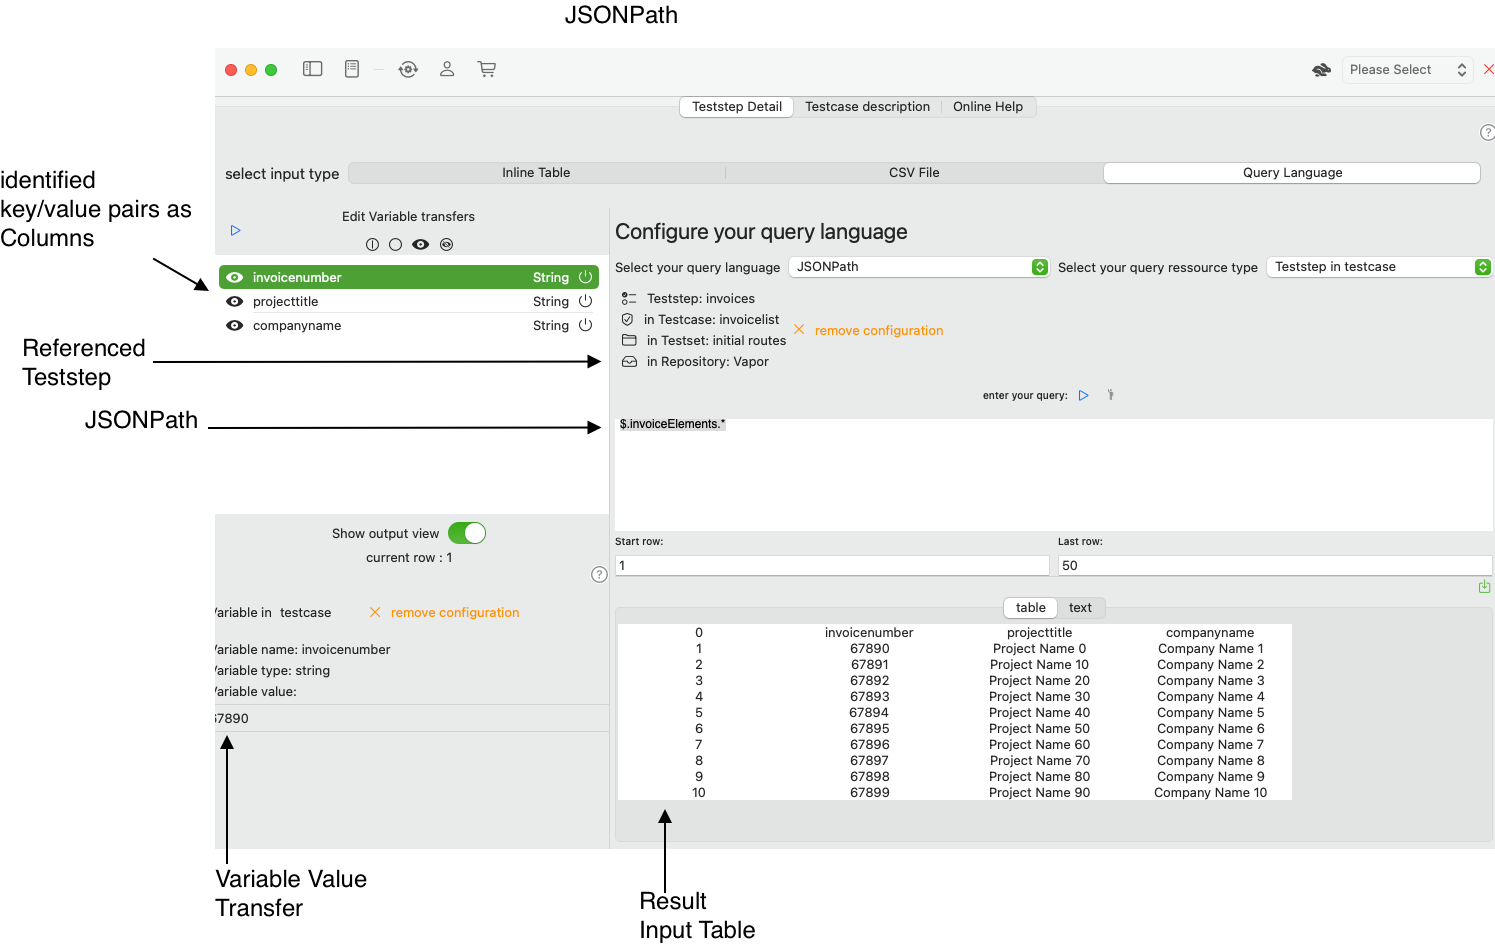 JSONPath
Please Select
Teststep Detail Testcase description Online Help
?
select input type Inline Table CSV File Query Language
identified
key/value pairs as
Columns
Edit Variable transfers
invoicenumber String
projecttitle String
companyname String
Configure your query language
Select your query language JSONPath Select your query ressource type Teststep in testcase
Teststep: invoices
in Testcase: invoicelist
in Testset: initial routes
in Repository: Vapor
remove configuration
Referenced
Teststep
enter your query:
JSONPath
$.invoiceElements.*
Show output view
current row : 1
?
Start row: Last row:
1 50
Variable in testcase remove configuration
Variable name: invoicenumber
Variable type: string
Variable value:
67890
table text
0 invoicenumber projecttitle companyname
1 67890 Project Name 0 Company Name 1
2 67891 Project Name 10 Company Name 2
3 67892 Project Name 20 Company Name 3
4 67893 Project Name 30 Company Name 4
5 67894 Project Name 40 Company Name 5
6 67895 Project Name 50 Company Name 6
7 67896 Project Name 60 Company Name 7
8 67897 Project Name 70 Company Name 8
9 67898 Project Name 80 Company Name 9
10 67899 Project Name 90 Company Name 10
Variable Value
Transfer
Result
Input Table